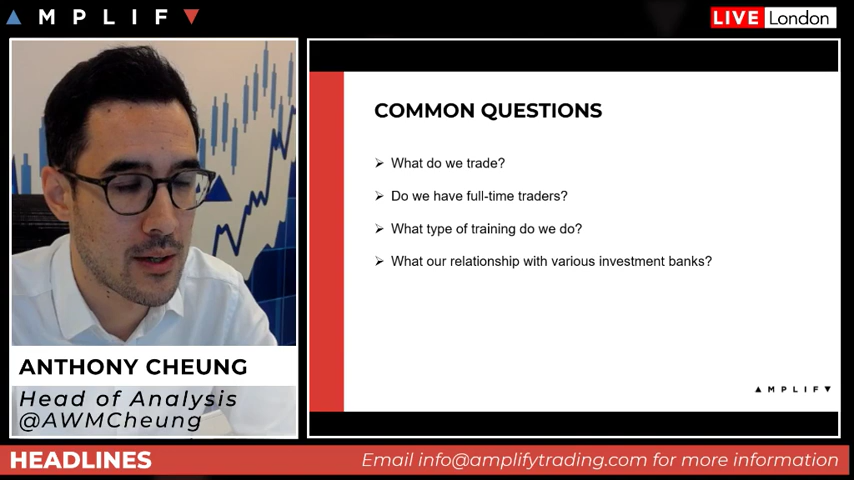 AMPLIFY
LIVE London
COMMON QUESTIONS
What do we trade?
Do we have full-time traders?
What type of training do we do?
What our relationship with various investment banks?
AMPLIFY
ANTHONY CHEUNG
Head of Analysis
@AWMCheung
HEADLINES
Email info@amplifytrading.com for more information